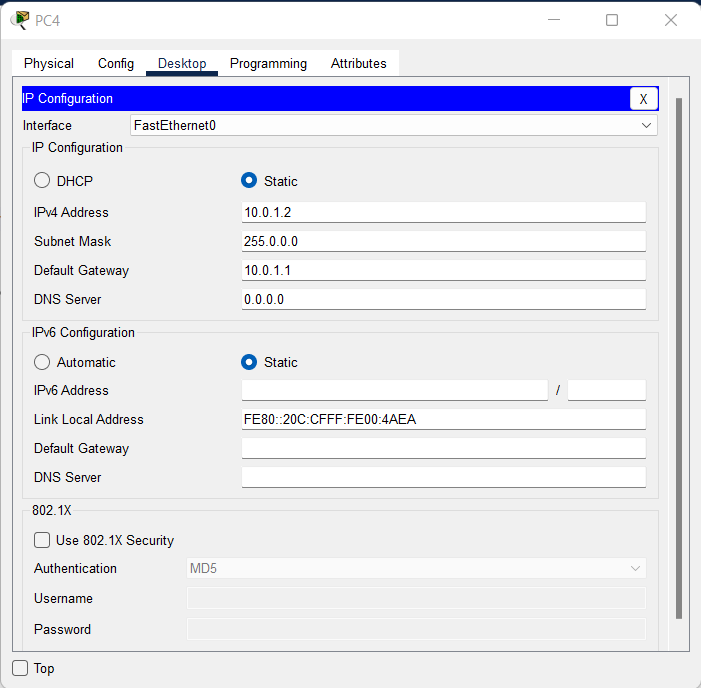 PC4
Physical Config Desktop Programming Attributes
IP Configuration X
Interface FastEthernet0
IP Configuration
DHCP Static
IPv4 Address 10.0.1.2
Subnet Mask 255.0.0.0
Default Gateway 10.0.1.1
DNS Server 0.0.0.0
IPv6 Configuration
Automatic Static
IPv6 Address /
Link Local Address FE80::20C:CFFF:FE00:4AEA
Default Gateway
DNS Server
802.1X
Use 802.1X Security
Authentication MD5
Username
Password
Top